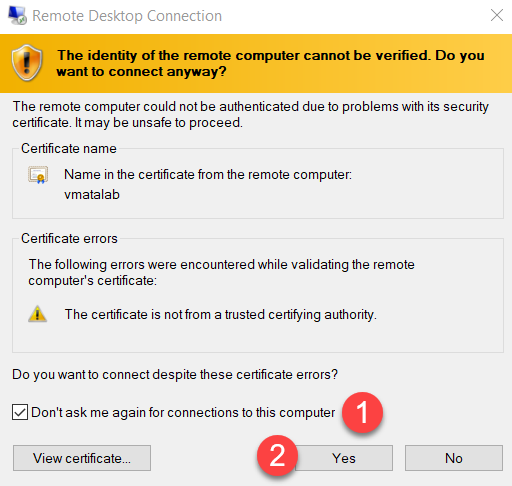 Remote Desktop Connection
The identity of the remote computer cannot be verified. Do you
want to connect anyway?
The remote computer could not be authenticated due to problems with its security
certificate. It may be unsafe to proceed.
Certificate name
Name in the certificate from the remote computer:
vmatalab
Certificate errors
The following errors were encountered while validating the remote
computer's certificate:
The certificate is not from a trusted certifying authority.
Do you want to connect despite these certificate errors?
Don't ask me again for connections to this computer 1
View certificate... 2 Yes No